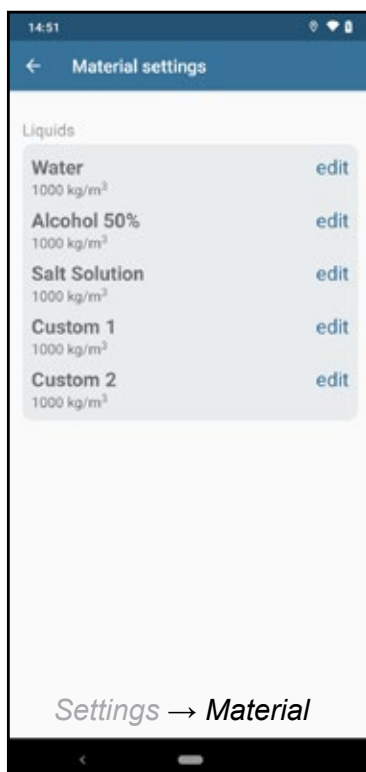 14:51
← Material settings
Liquids
Water edit
1000 kg/m³
Alcohol 50% edit
1000 kg/m³
Salt Solution edit
1000 kg/m³
Custom 1 edit
1000 kg/m³
Custom 2 edit
1000 kg/m³
Settings → Material